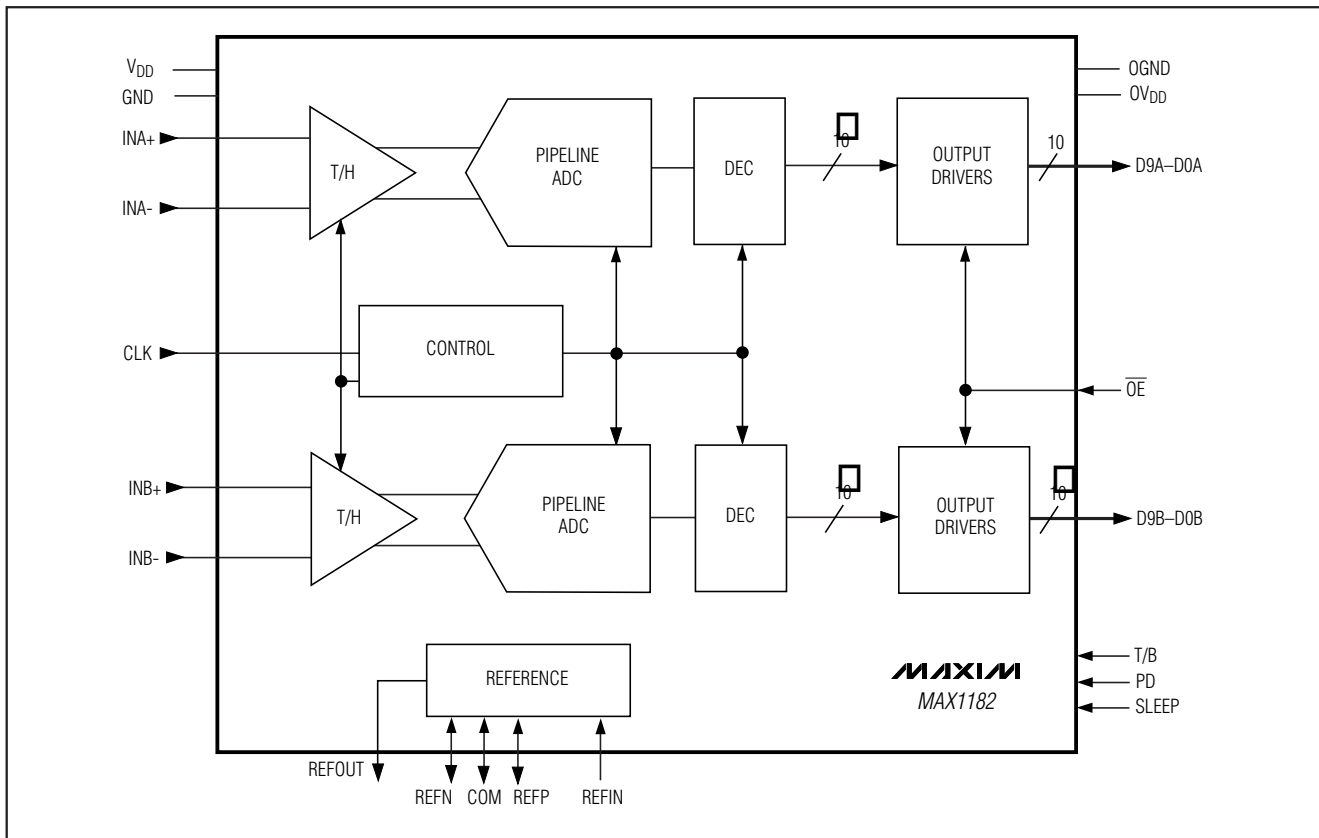 VDD
GND
OGND
OVDD
INA+
INA-
T/H
PIPELINE
ADC
DEC
10
OUTPUT
DRIVERS
10
D9A–D0A
CLK
CONTROL
OE
INB+
INB-
T/H
PIPELINE
ADC
DEC
10
OUTPUT
DRIVERS
10
D9B–D0B
REFERENCE
MAXIM
MAX1182
T/B
PD
SLEEP
REFOUT
REFN
COM
REFP
REFIN